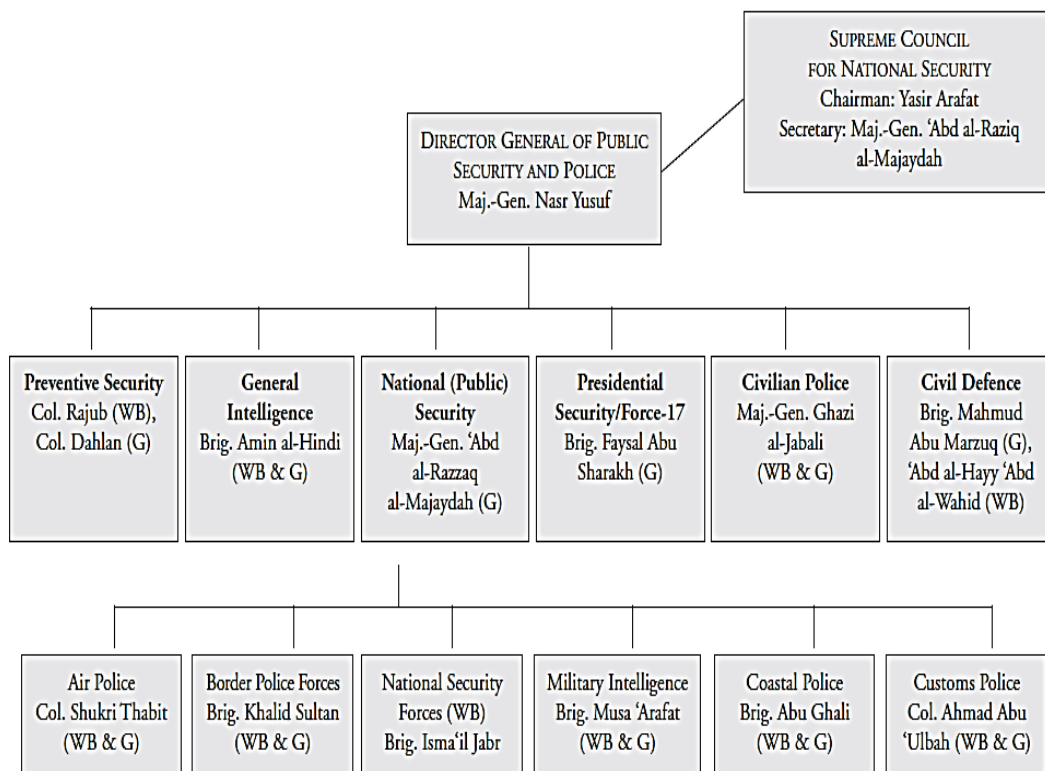 SUPREME COUNCIL
FOR NATIONAL SECURITY
Chairman: Yasir Arafat
Secretary: Maj.-Gen. ‘Abd al-Raziq
al-Majaydah
DIRECTOR GENERAL OF PUBLIC
SECURITY AND POLICE
Maj.-Gen. Nasr Yusuf
Preventive Security
Col. Rajub (WB),
Col. Dahlan (G)
General
Intelligence
Brig. Amin al-Hindi
(WB & G)
National (Public)
Security
Maj.-Gen. ‘Abd
al-Razzaq
al-Majaydah (G)
Presidential
Security/Force-17
Brig. Faysal Abu
Sharakh (G)
Civilian Police
Maj.-Gen. Ghazi
al-Jabali
(WB & G)
Civil Defence
Brig. Mahmud
Abu Marzuq (G),
‘Abd al-Hayy ‘Abd
al-Wahid (WB)
Air Police
Col. Shukri Thabit
(WB & G)
Border Police Forces
Brig. Khalid Sultan
(WB & G)
National Security
Forces (WB)
Brig. Isma‘il Jabr
Military Intelligence
Brig. Musa ‘Arafat
(WB & G)
Coastal Police
Brig. Abu Ghali
(WB & G)
Customs Police
Col. Ahmad Abu
‘Ulbah (WB & G)